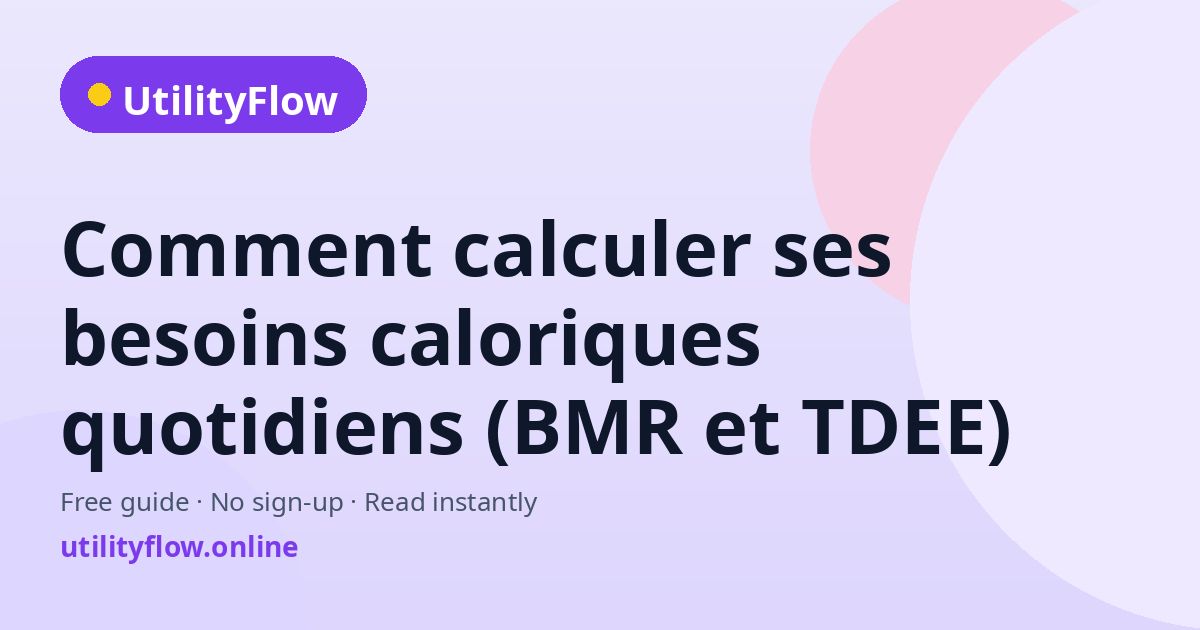 UtilityFlow
Comment calculer ses
besoins caloriques
quotidiens (BMR et TDEE)
Free guide · No sign-up · Read instantly
utilityflow.online